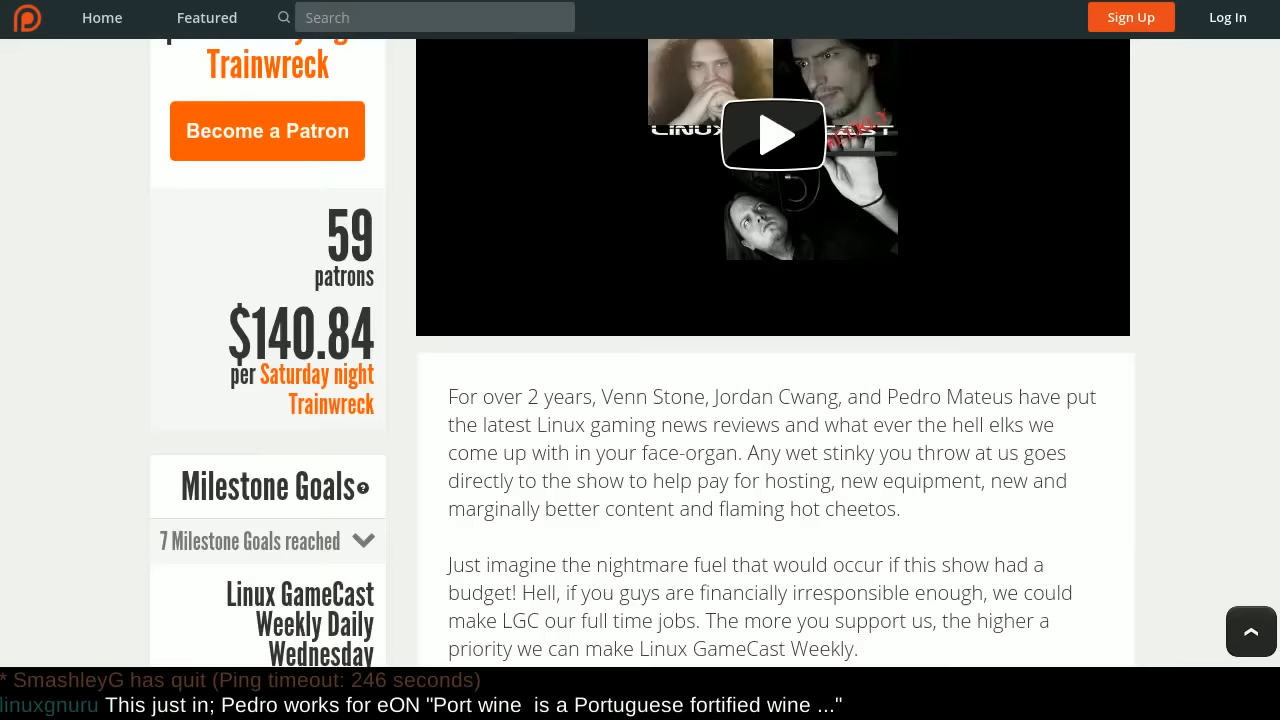 Home
Featured
Search
Sign Up
Log In
Trainwreck
Become a Patron
59
patrons
$140.84
per Saturday night
Trainwreck
Milestone Goals
7 Milestone Goals reached
Linux GameCast
Weekly Daily
Wednesday
LINUX
WEEKLY
For over 2 years, Venn Stone, Jordan Cwang, and Pedro Mateus have put
the latest Linux gaming news reviews and what ever the hell elks we
come up with in your face-organ. Any wet stinky you throw at us goes
directly to the show to help pay for hosting, new equipment, new and
marginally better content and flaming hot cheetos.
Just imagine the nightmare fuel that would occur if this show had a
budget! Hell, if you guys are financially irresponsible enough, we could
make LGC our full time jobs. The more you support us, the higher a
priority we can make Linux GameCast Weekly.
* SmashleyG has quit (Ping timeout: 246 seconds)
linuxgnuru This just in; Pedro works for eON "Port wine  is a Portuguese fortified wine ..."